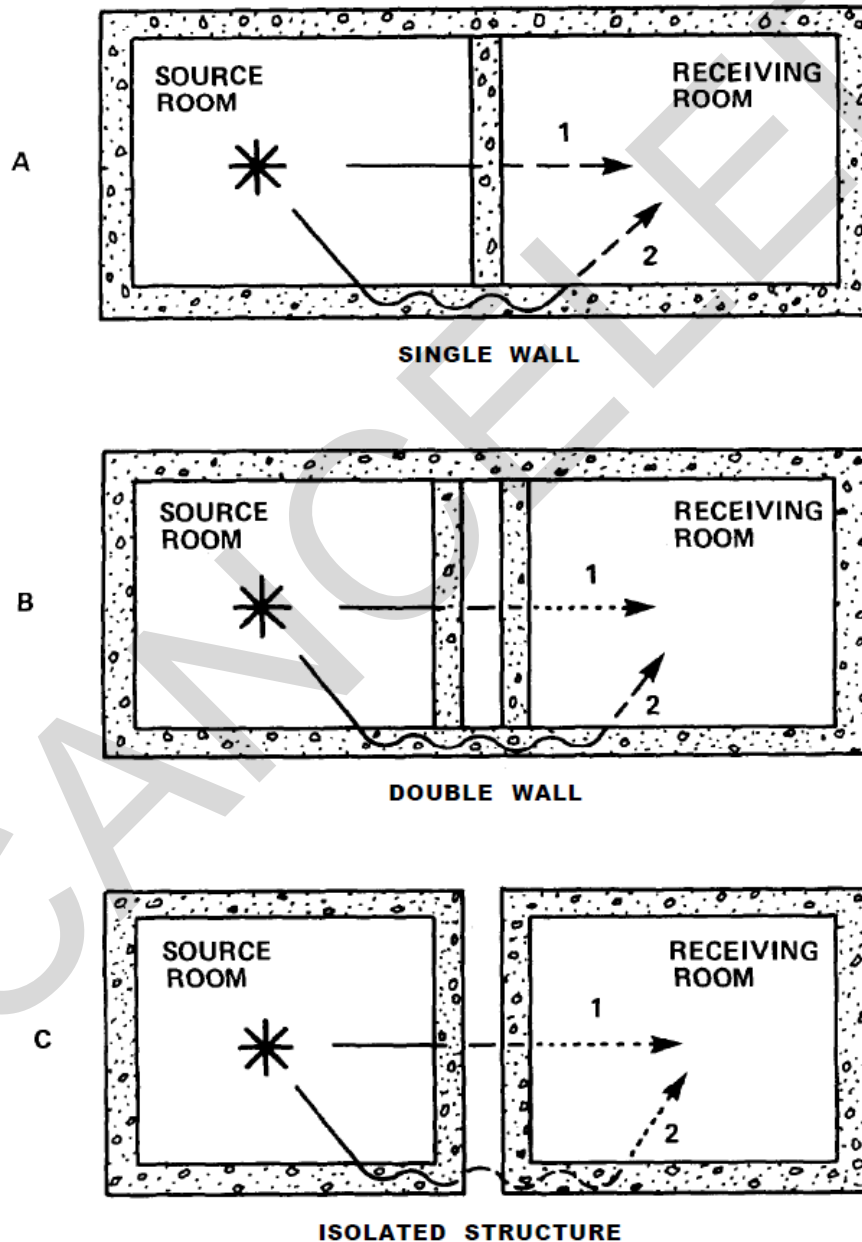 SOURCE
ROOM
RECEIVING
ROOM
A
1
2
SINGLE WALL
SOURCE
ROOM
RECEIVING
ROOM
B
1
2
DOUBLE WALL
SOURCE
ROOM
RECEIVING
ROOM
C
1
2
ISOLATED STRUCTURE
CANCELE